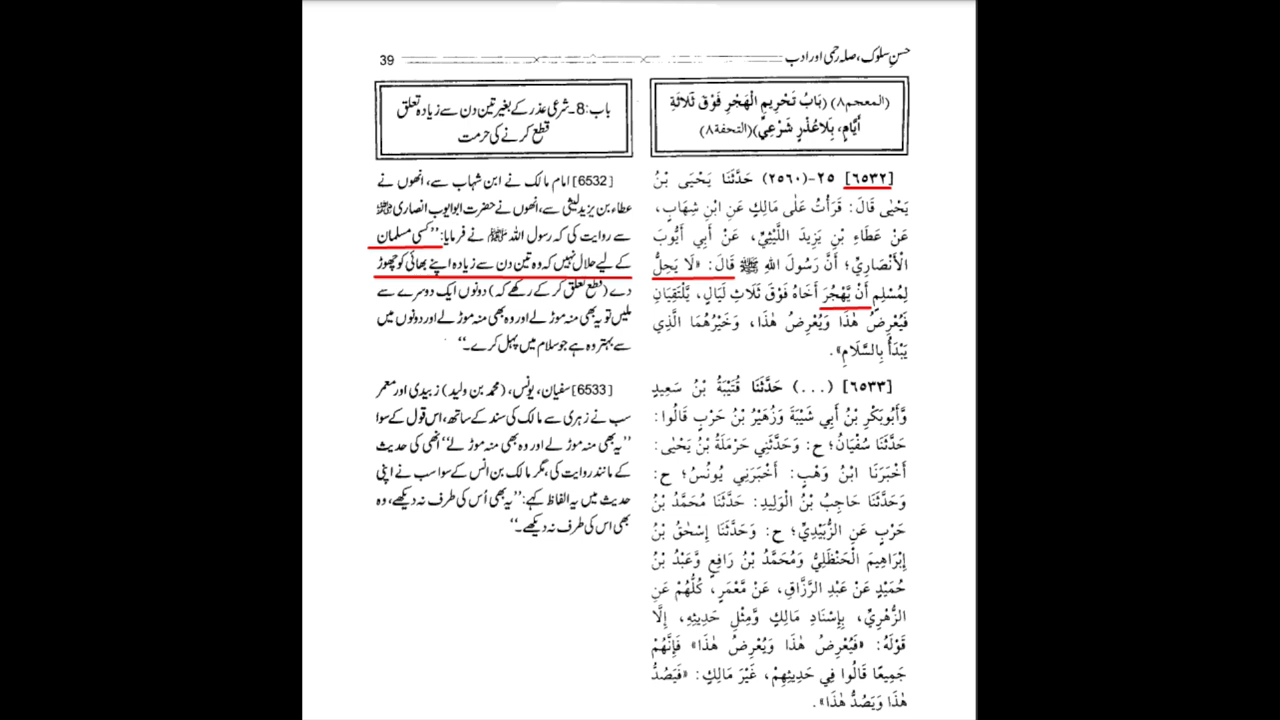 حسنِ سلوک، صلہ رحمی اور ادب
39
(المعجم٨) (بَابُ تَحْرِيمِ الْهَجْرِ فَوْقَ ثَلَاثَةِ
أَيَّامٍ، بِلَاعُذْرٍ شَرْعِيٍّ)(التحفة٨)
[٦٥٣٢] ٢٥-(٢٥٦٠) حَدَّثَنَا يَحْيَى بْنُ
يَحْيٰى قَالَ: قَرَأْتُ عَلٰى مَالِكٍ عَنِ ابْنِ شِهَابٍ،
عَنْ عَطَاءِ بْنِ يَزِيدَ اللَّيْثِيِّ، عَنْ أَبِي أَيُّوبَ
الْأَنْصَارِيِّ؛ أَنَّ رَسُولَ اللهِ ﷺ قَالَ: «لَا يَحِلُّ
لِمُسْلِمٍ أَنْ يَّهْجُرَ أَخَاهُ فَوْقَ ثَلَاثِ لَيَالٍ، يَلْتَقِيَانِ
فَيُعْرِضُ هٰذَا وَيُعْرِضُ هٰذَا، وَخَيْرُهُمَا الَّذِي
يَبْدَأُ بِالسَّلَامِ».
[٦٥٣٣] (...) حَدَّثَنَا قُتَيْبَةُ بْنُ سَعِيدٍ
وَّأَبُوبَكْرِ بْنُ أَبِي شَيْبَةَ وَزُهَيْرُ بْنُ حَرْبٍ قَالُوا:
حَدَّثَنَا سُفْيَانُ؛ ح: وَحَدَّثَنِي حَرْمَلَةُ بْنُ يَحْيٰى:
أَخْبَرَنَا ابْنُ وَهْبٍ: أَخْبَرَنِي يُونُسُ؛ ح:
وَحَدَّثَنَا حَاجِبُ بْنُ الْوَلِيدِ: حَدَّثَنَا مُحَمَّدُ بْنُ
حَرْبٍ عَنِ الزُّبَيْدِيِّ؛ ح: وَحَدَّثَنَا إِسْحٰقُ بْنُ
إِبْرَاهِيمَ الْحَنْظَلِيُّ وَمُحَمَّدُ بْنُ رَافِعٍ وَّعَبْدُ بْنُ
حُمَيْدٍ عَنْ عَبْدِ الرَّزَّاقِ، عَنْ مَّعْمَرٍ، كُلُّهُمْ عَنِ
الزُّهْرِيِّ، بِإِسْنَادِ مَالِكٍ وَّمِثْلِ حَدِيثِهِ، إِلَّا
قَوْلَهُ: «فَيُعْرِضُ هٰذَا وَيُعْرِضُ هٰذَا» فَإِنَّهُمْ
جَمِيعًا قَالُوا فِي حَدِيثِهِمْ، غَيْرَ مَالِكٍ: «فَيَصُدُّ
هٰذَا وَيَصُدُّ هٰذَا».
باب:8۔شرعی عذر کے بغیر تین دن سے زیادہ تعلق
قطع کرنے کی حرمت
[6532] امام مالک نے ابن شہاب سے، انھوں نے
عطاء بن یزید لیثی سے، انھوں نے حضرت ابوایوب انصاری
سے روایت کی کہ رسول اللہ ﷺ نے فرمایا: ”کسی مسلمان
کے لیے حلال نہیں کہ وہ تین دن سے زیادہ اپنے بھائی کو چھوڑ
دے (قطع تعلق کر کے رکھے کہ) دونوں ایک دوسرے سے
ملیں تو یہ بھی منہ موڑ لے اور وہ بھی منہ موڑ لے اور دونوں میں
سے بہتر وہ ہے جو سلام میں پہل کرے۔“
[6533] سفیان، یونس، (محمد بن ولید) زبیدی اور معمر
سب نے زہری سے مالک کی سند کے ساتھ، اس قول کے سوا
”یہ بھی منہ موڑ لے اور وہ بھی منہ موڑ لے“ انھی کی حدیث
کے مانند روایت کی، مگر مالک بن انس کے سوا سب نے اپنی
حدیث میں یہ الفاظ کہے: ”یہ بھی اُس کی طرف نہ دیکھے، وہ
بھی اس کی طرف نہ دیکھے۔“